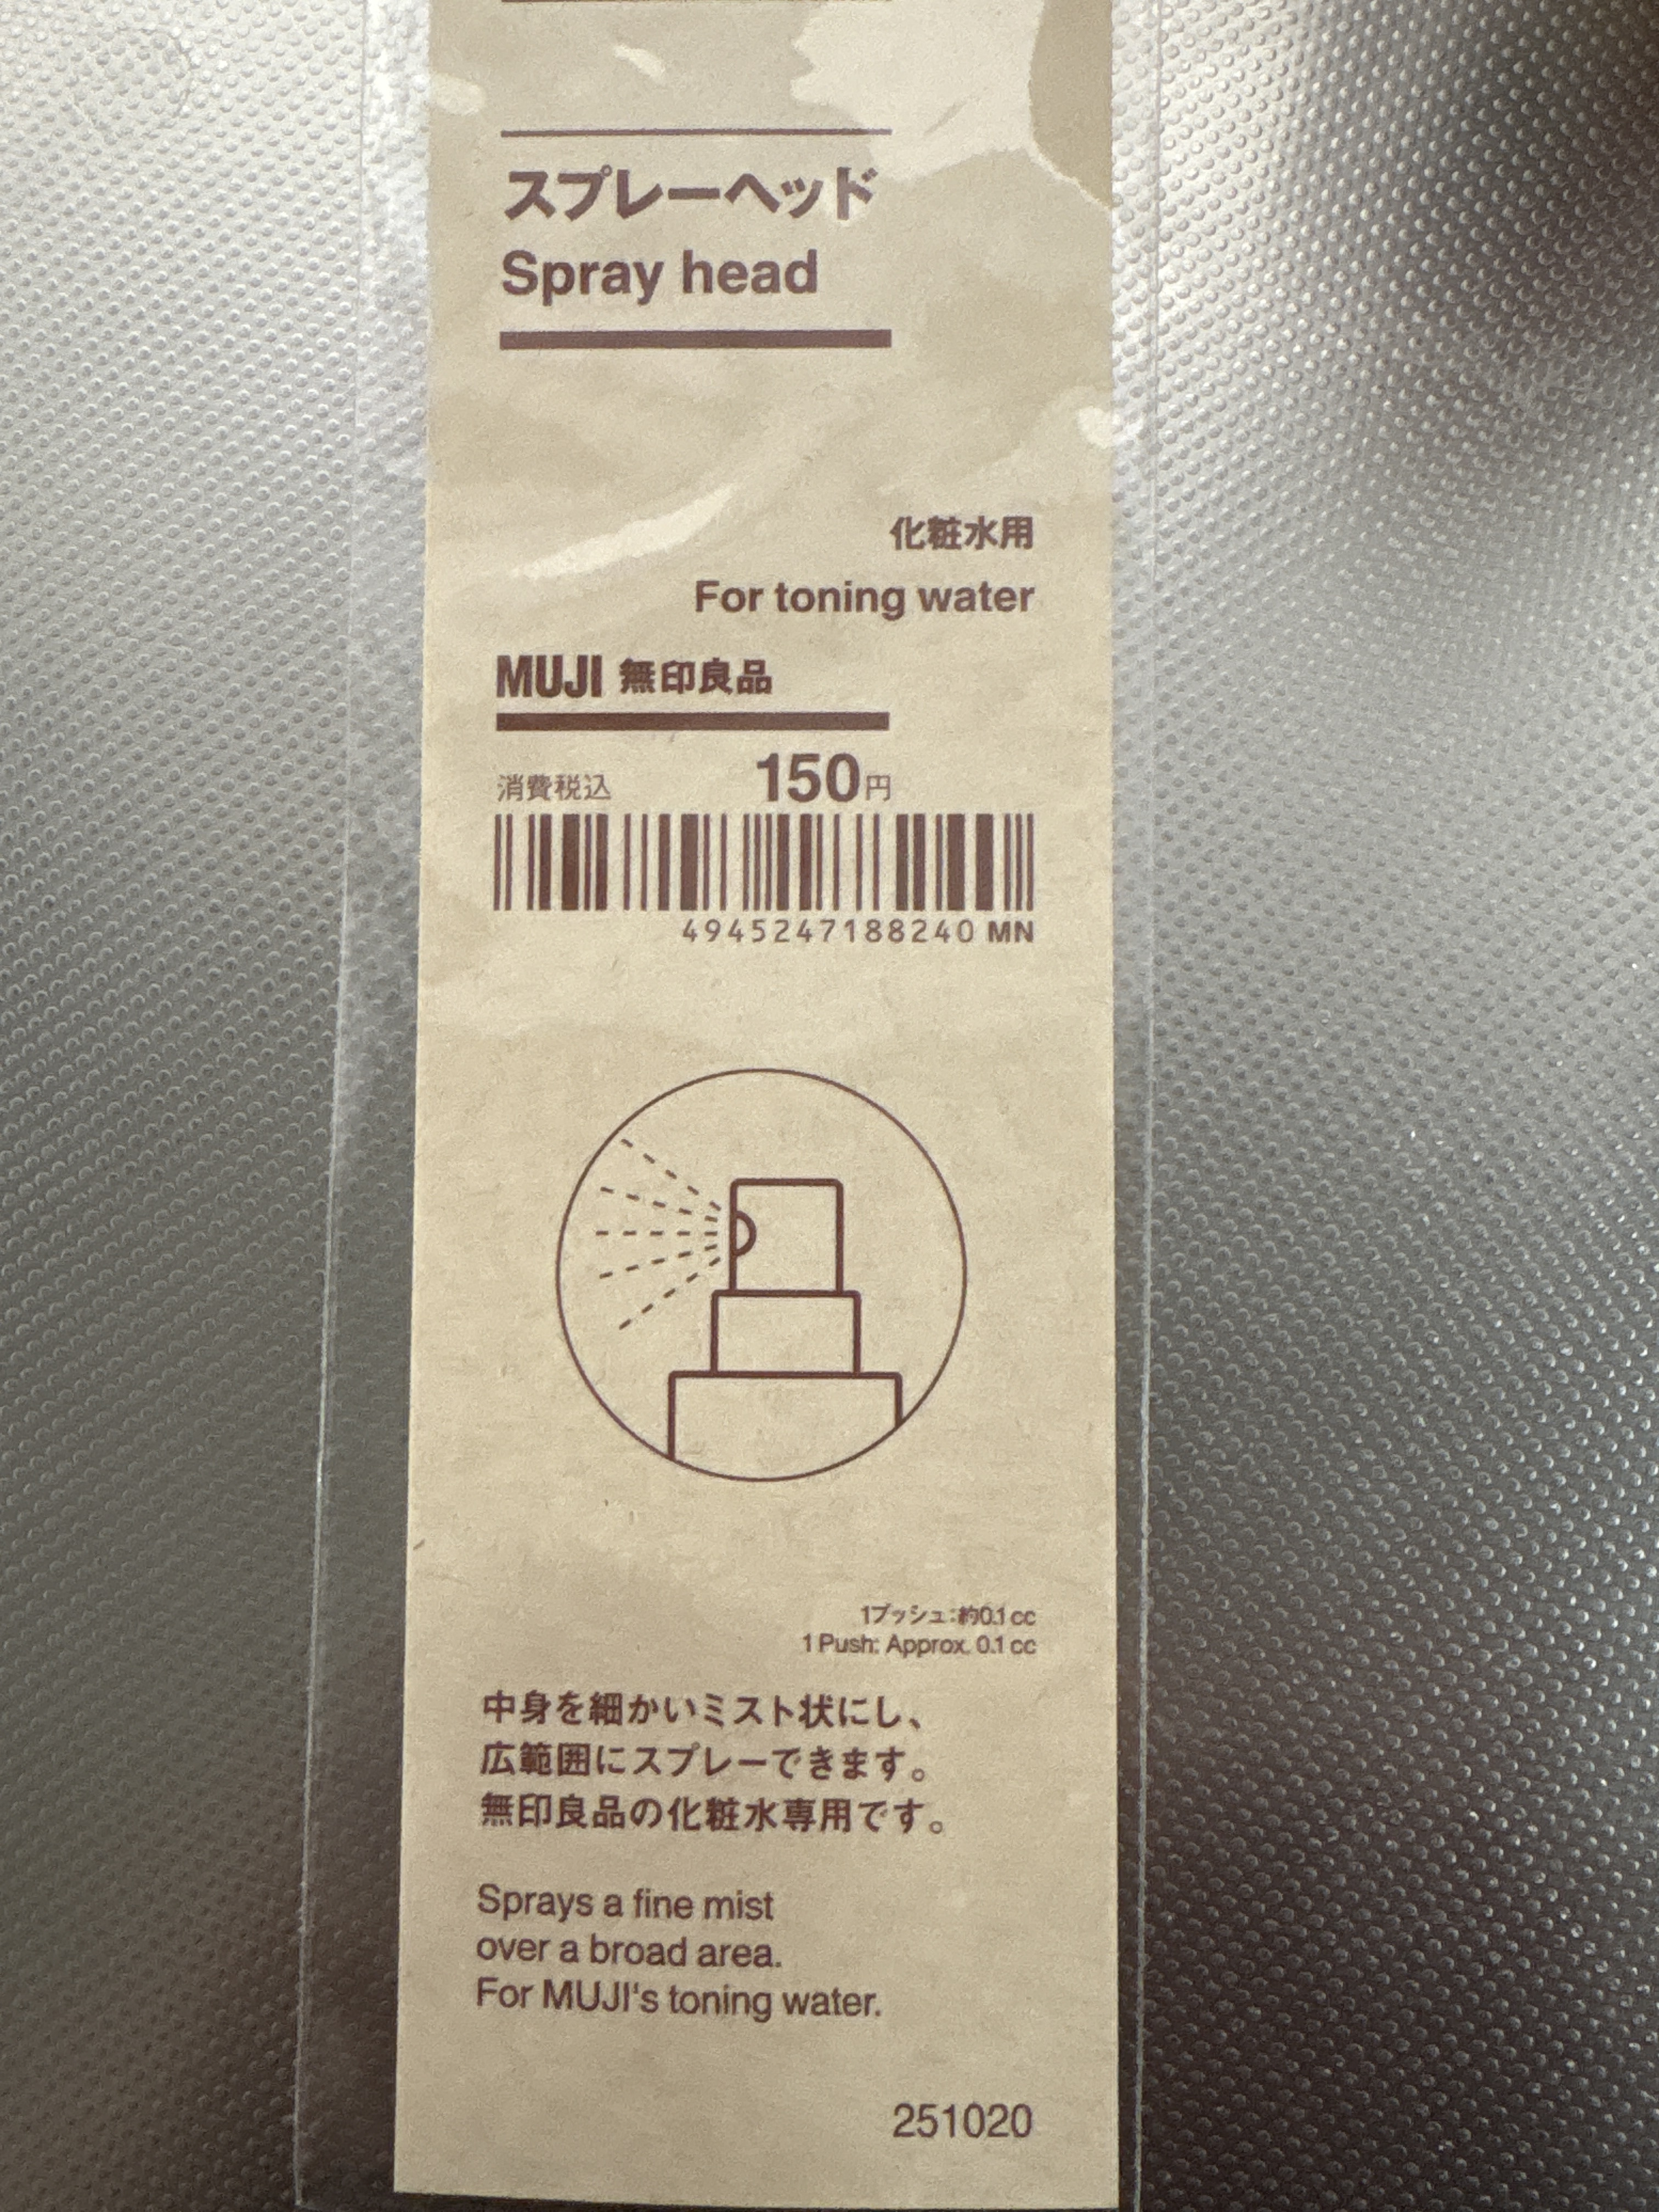 スプレーヘッド
Spray head
化粧水用
For toning water
MUJI 無印良品
消費税込 150円
4945247188240 MN
1プッシュ:約0.1cc
1 Push: Approx. 0.1 cc
中身を細かいミスト状にし、
広範囲にスプレーできます。
無印良品の化粧水専用です。
Sprays a fine mist
over a broad area.
For MUJI's toning water.
251020